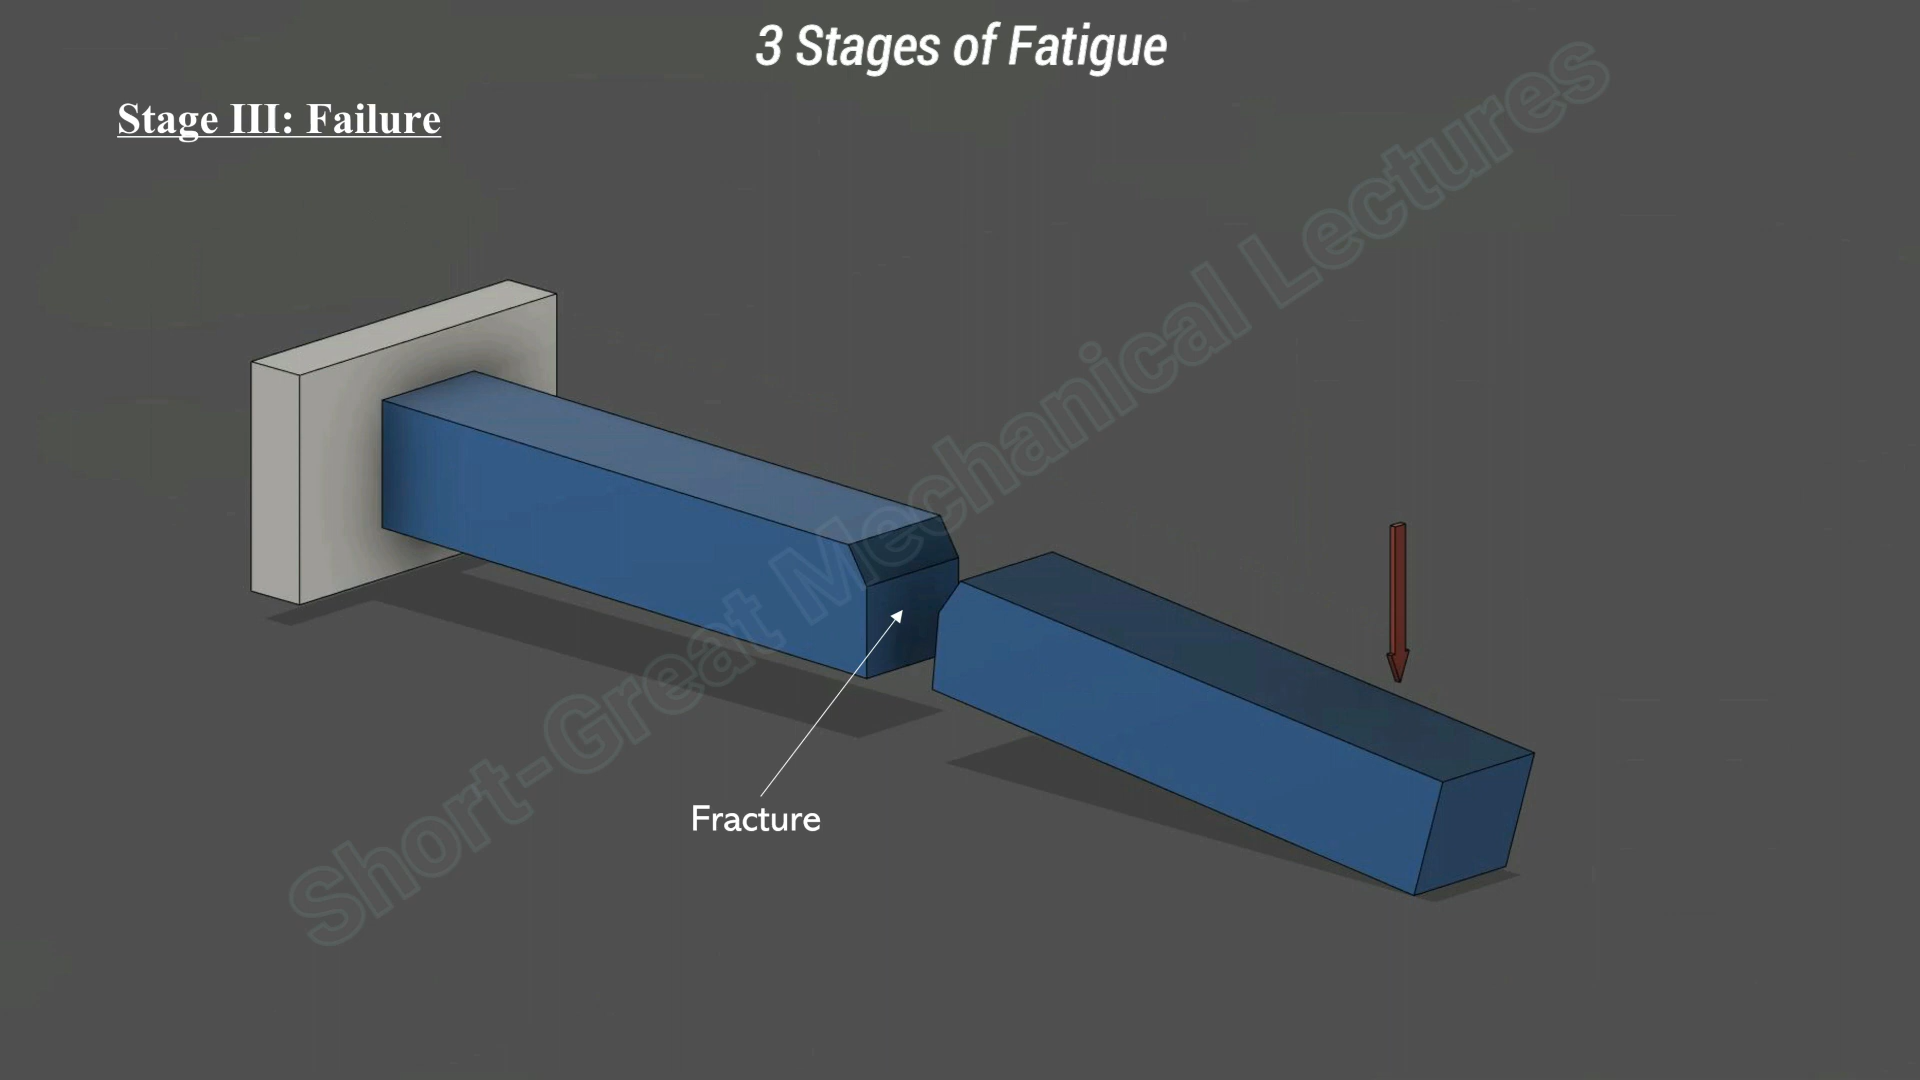 3 Stages of Fatigue
Stage III: Failure
Short-Great Mechanical Lectures
Fracture